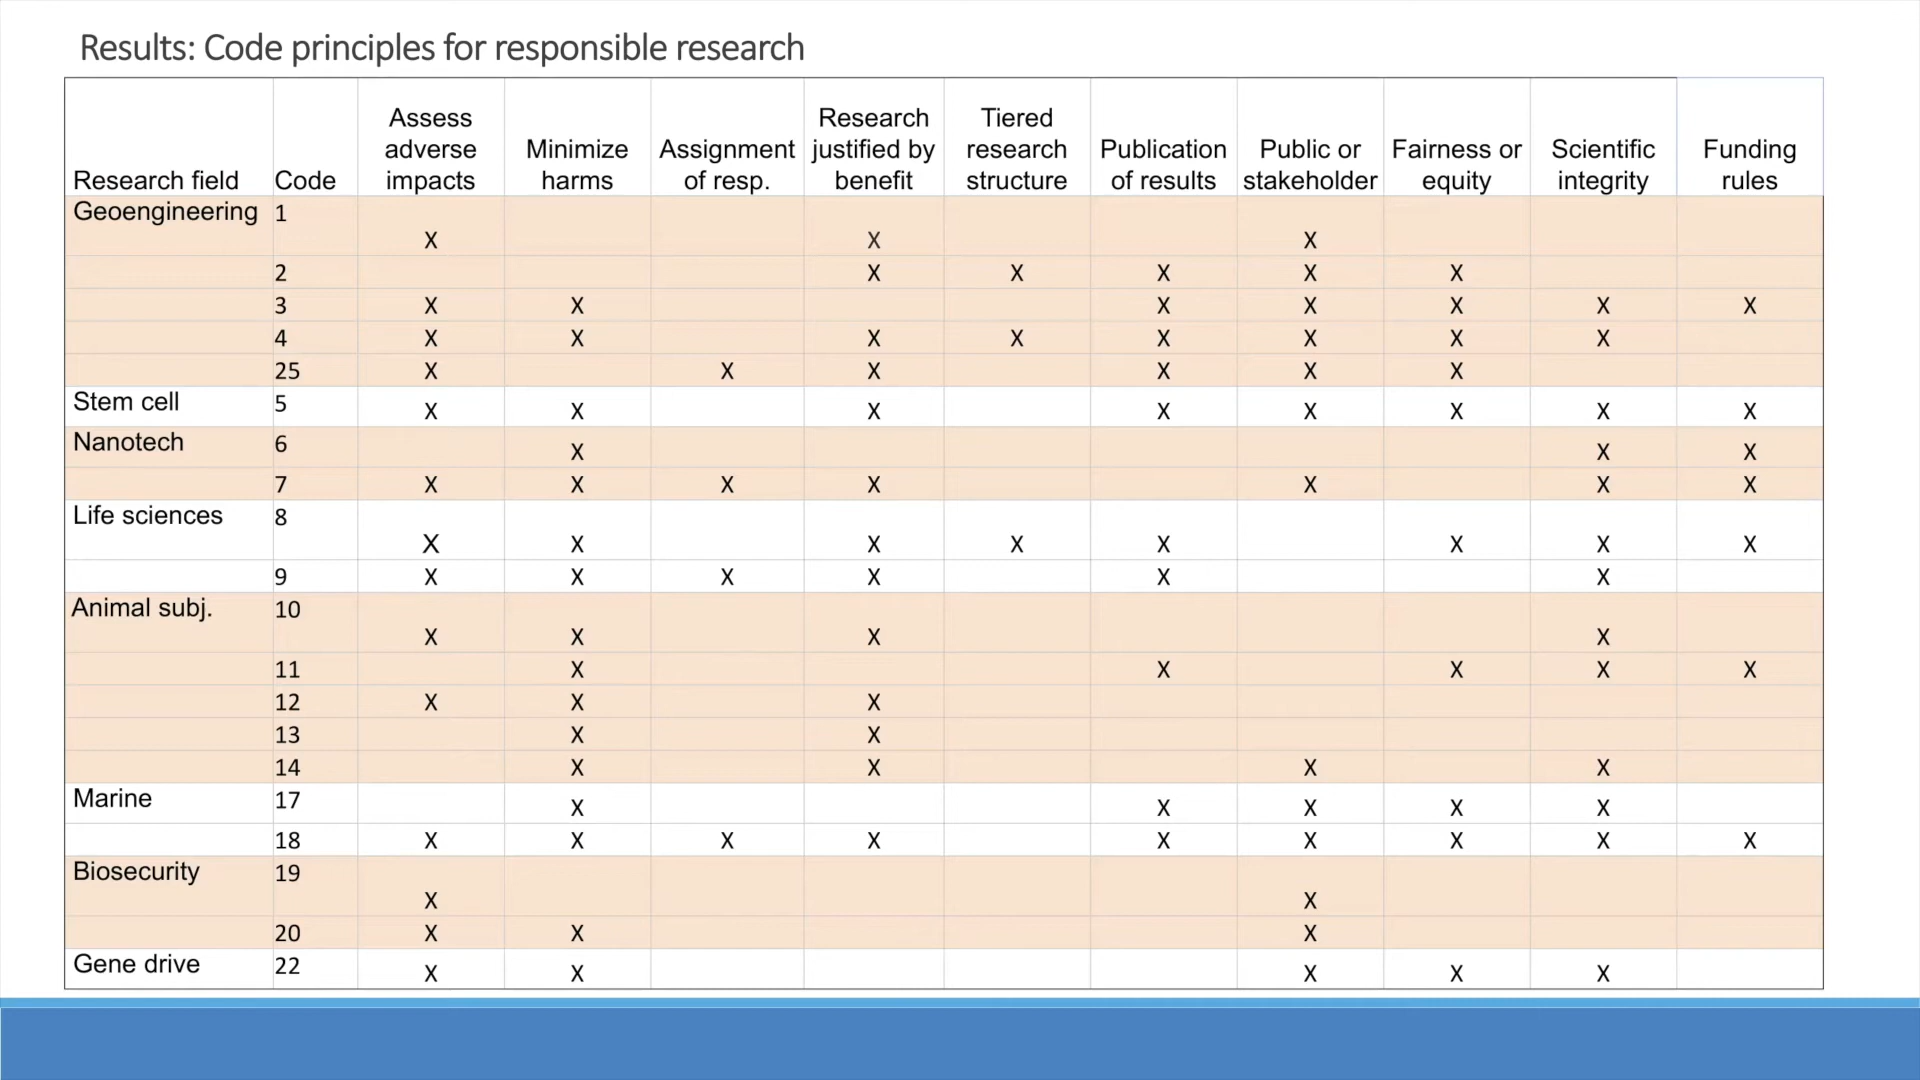 Results: Code principles for responsible research
Research field Code Assess adverse impacts Minimize harms Assignment of resp. Research justified by benefit Tiered research structure Publication of results Public or stakeholder Fairness or equity Scientific integrity Funding rules
Geoengineering 1 X X X
2 X X X X X
3 X X X X X X X
4 X X X X X X X X
25 X X X X X X
Stem cell 5 X X X X X X X X
Nanotech 6 X X X
7 X X X X X X X
Life sciences 8 X X X X X X X X
9 X X X X X X
Animal subj. 10 X X X X
11 X X X X X
12 X X X
13 X X
14 X X X X
Marine 17 X X X X X
18 X X X X X X X X X
Biosecurity 19 X X
20 X X X
Gene drive 22 X X X X X